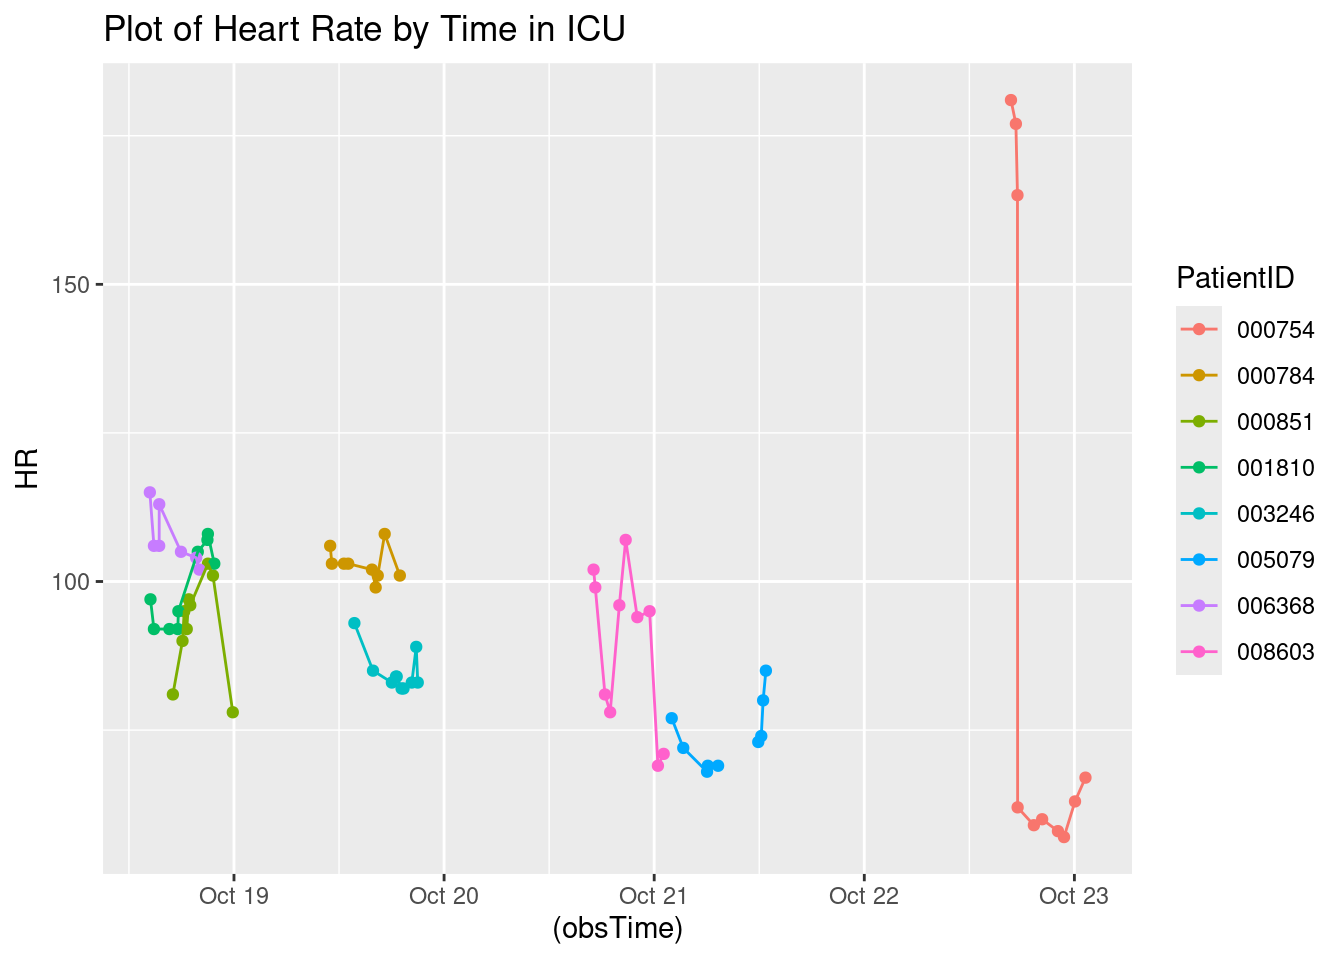 Plot of Heart Rate by Time in ICU
150
100
HR
Oct 19
Oct 20
Oct 21
Oct 22
Oct 23
(obsTime)
PatientID
000754
000784
000851
001810
003246
005079
006368
008603